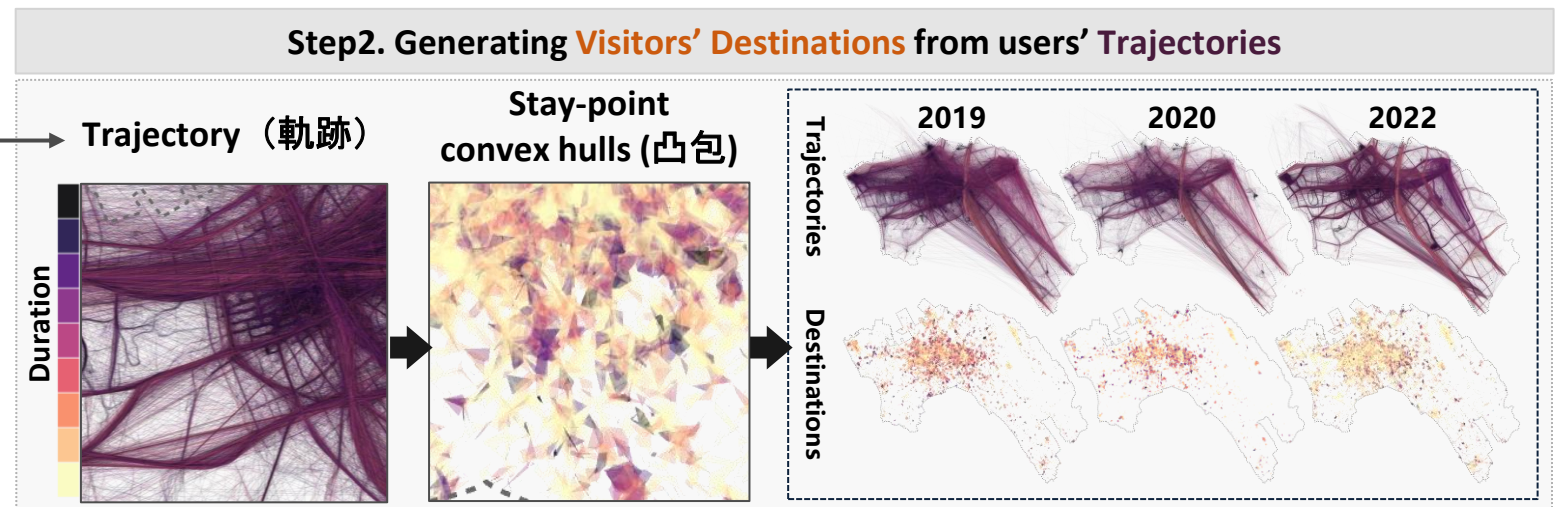 Step2. Generating Visitors’ Destinations from users’ Trajectories
Trajectory（軌跡）
Duration
Stay-point
convex hulls (凸包)
Trajectories
2019
2020
2022
Destinations